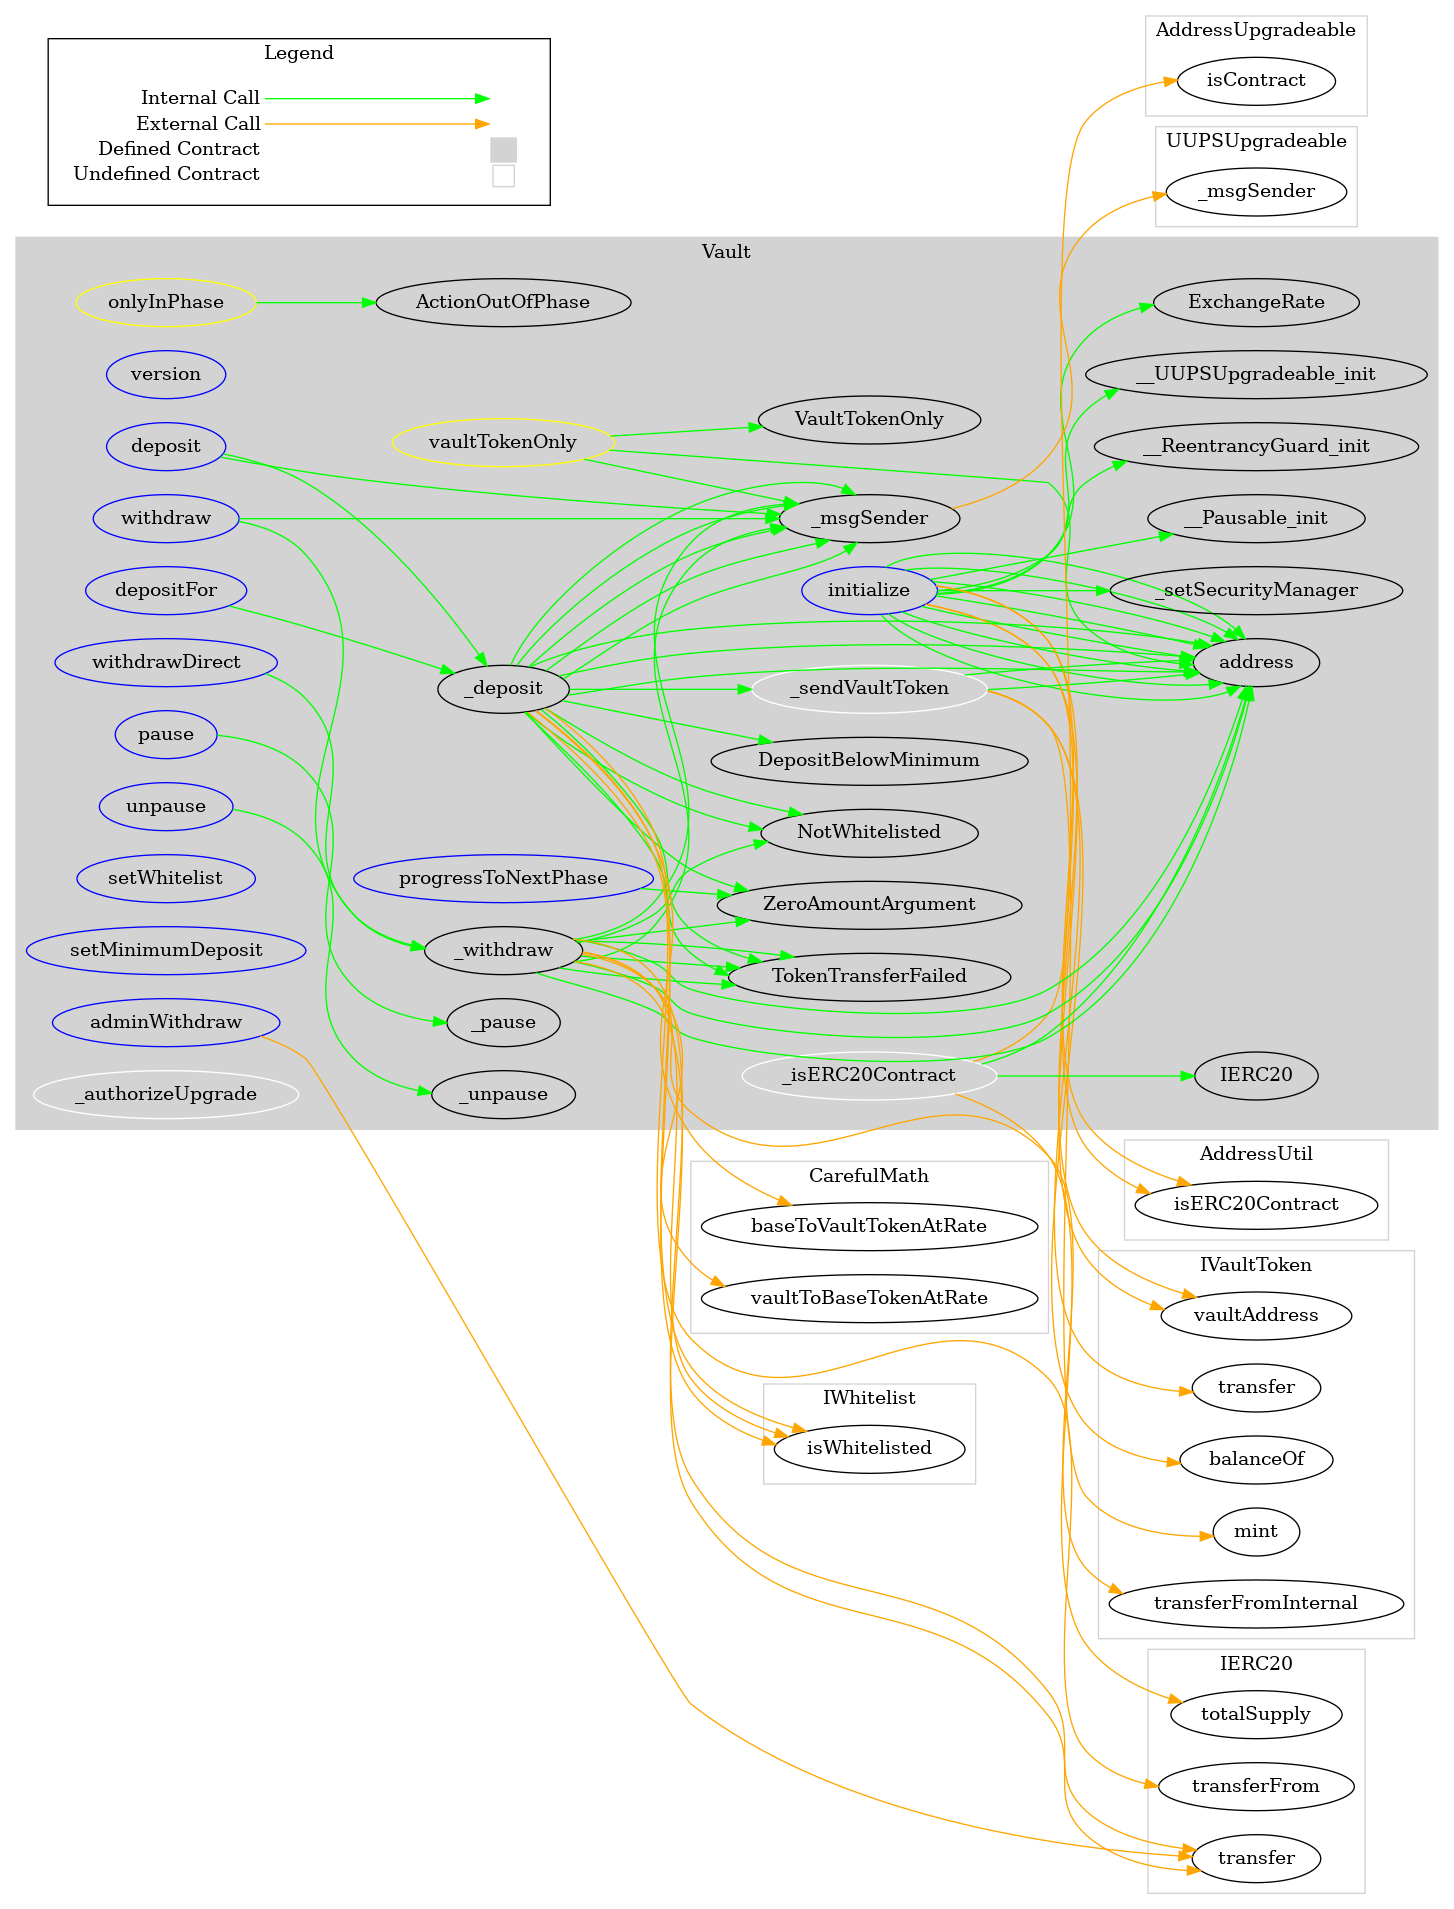 Legend
Internal Call
External Call
Defined Contract
Undefined Contract
AddressUpgradeable
isContract
UUPSUpgradeable
_msgSender
Vault
onlyInPhase
version
deposit
withdraw
depositFor
withdrawDirect
pause
unpause
setWhitelist
setMinimumDeposit
adminWithdraw
_authorizeUpgrade
ActionOutOfPhase
vaultTokenOnly
_deposit
progressToNextPhase
_withdraw
_pause
_unpause
VaultTokenOnly
_msgSender
initialize
_sendVaultToken
DepositBelowMinimum
NotWhitelisted
ZeroAmountArgument
TokenTransferFailed
_isERC20Contract
ExchangeRate
__UUPSUpgradeable_init
__ReentrancyGuard_init
__Pausable_init
_setSecurityManager
address
IERC20
CarefulMath
baseToVaultTokenAtRate
vaultToBaseTokenAtRate
IWhitelist
isWhitelisted
AddressUtil
isERC20Contract
IVaultToken
vaultAddress
transfer
balanceOf
mint
transferFromInternal
IERC20
totalSupply
transferFrom
transfer